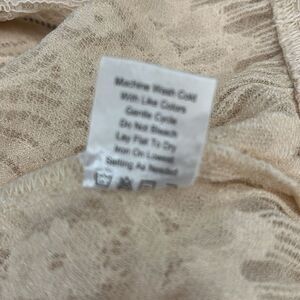 Machine Wash Cold
With Like Colors
Gentle Cycle
Do Not Bleach
Lay Flat To Dry
Iron On Lowest
Setting As Needed